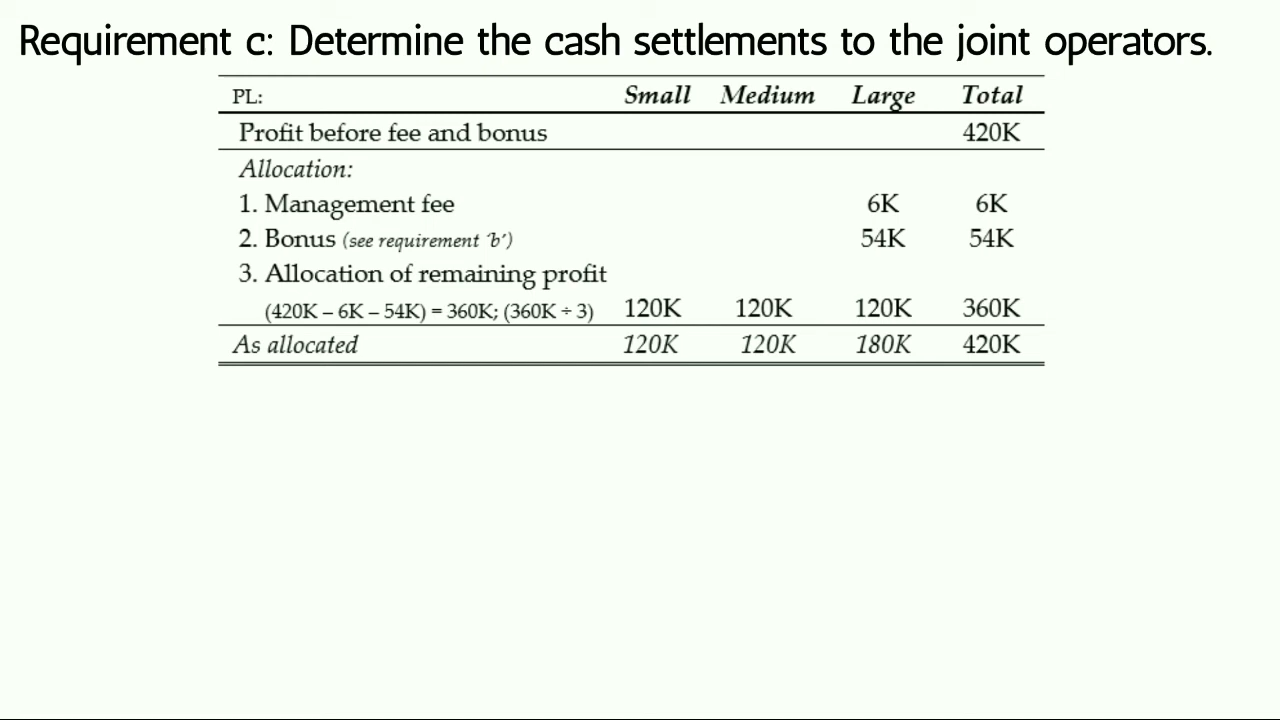 Requirement c: Determine the cash settlements to the joint operators.
PL: Small Medium Large Total
Profit before fee and bonus 420K
Allocation:
1. Management fee 6K 6K
2. Bonus (see requirement ‘b’) 54K 54K
3. Allocation of remaining profit
(420K – 6K – 54K) = 360K; (360K ÷ 3) 120K 120K 120K 360K
As allocated 120K 120K 180K 420K